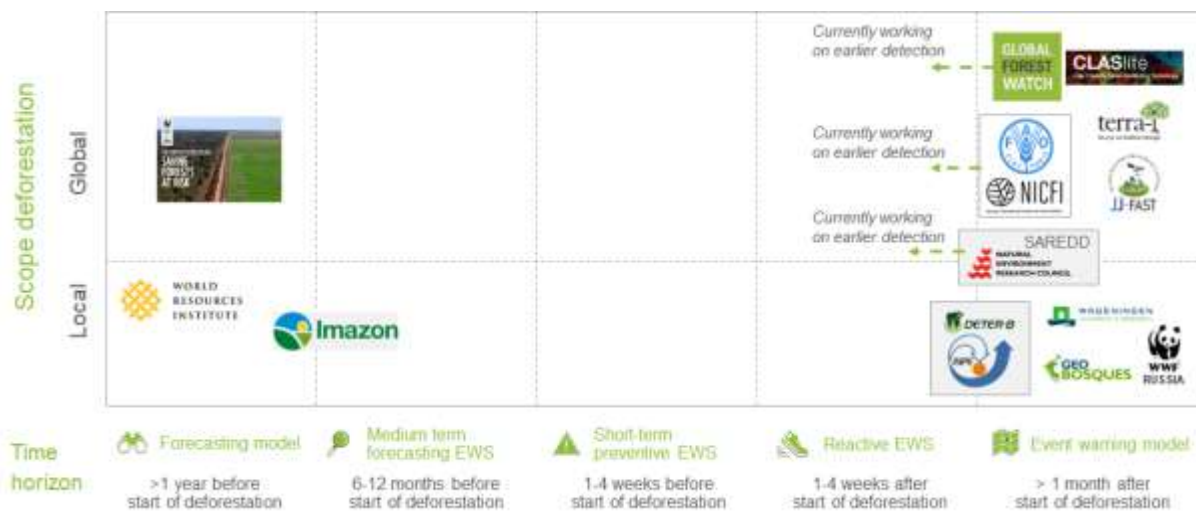 Scope deforestation
Global
Local
Currently working
on earlier detection
GLOBAL
FOREST
WATCH
CLASlite
SAVING
FORESTS
AT RISK
Currently working
on earlier detection
FAO
NICFI
terra-i
JJ-FAST
Currently working
on earlier detection
SAREDD
NATURAL
ENVIRONMENT
RESEARCH COUNCIL
WORLD
RESOURCES
INSTITUTE
Imazon
DETER-B
INPE
WAGENINGEN
GEO
BOSQUES
WWF
RUSSIA
Time
horizon
Forecasting model
>1 year before
start of deforestation
Medium term
forecasting EWS
6-12 months before
start of deforestation
Short-term
preventive EWS
1-4 weeks before
start of deforestation
Reactive EWS
1-4 weeks after
start of deforestation
Event warning model
> 1 month after
start of deforestation